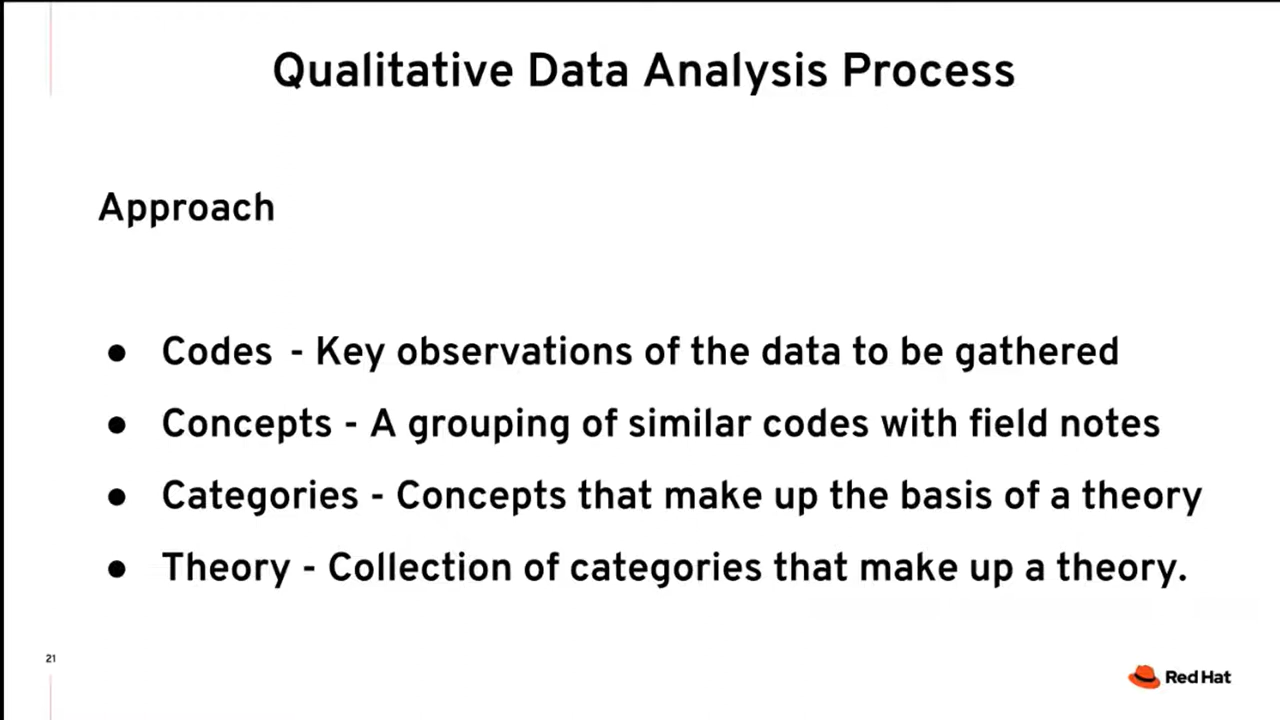 Qualitative Data Analysis Process
Approach
● Codes - Key observations of the data to be gathered
● Concepts - A grouping of similar codes with field notes
● Categories - Concepts that make up the basis of a theory
● Theory - Collection of categories that make up a theory.
21
Red Hat